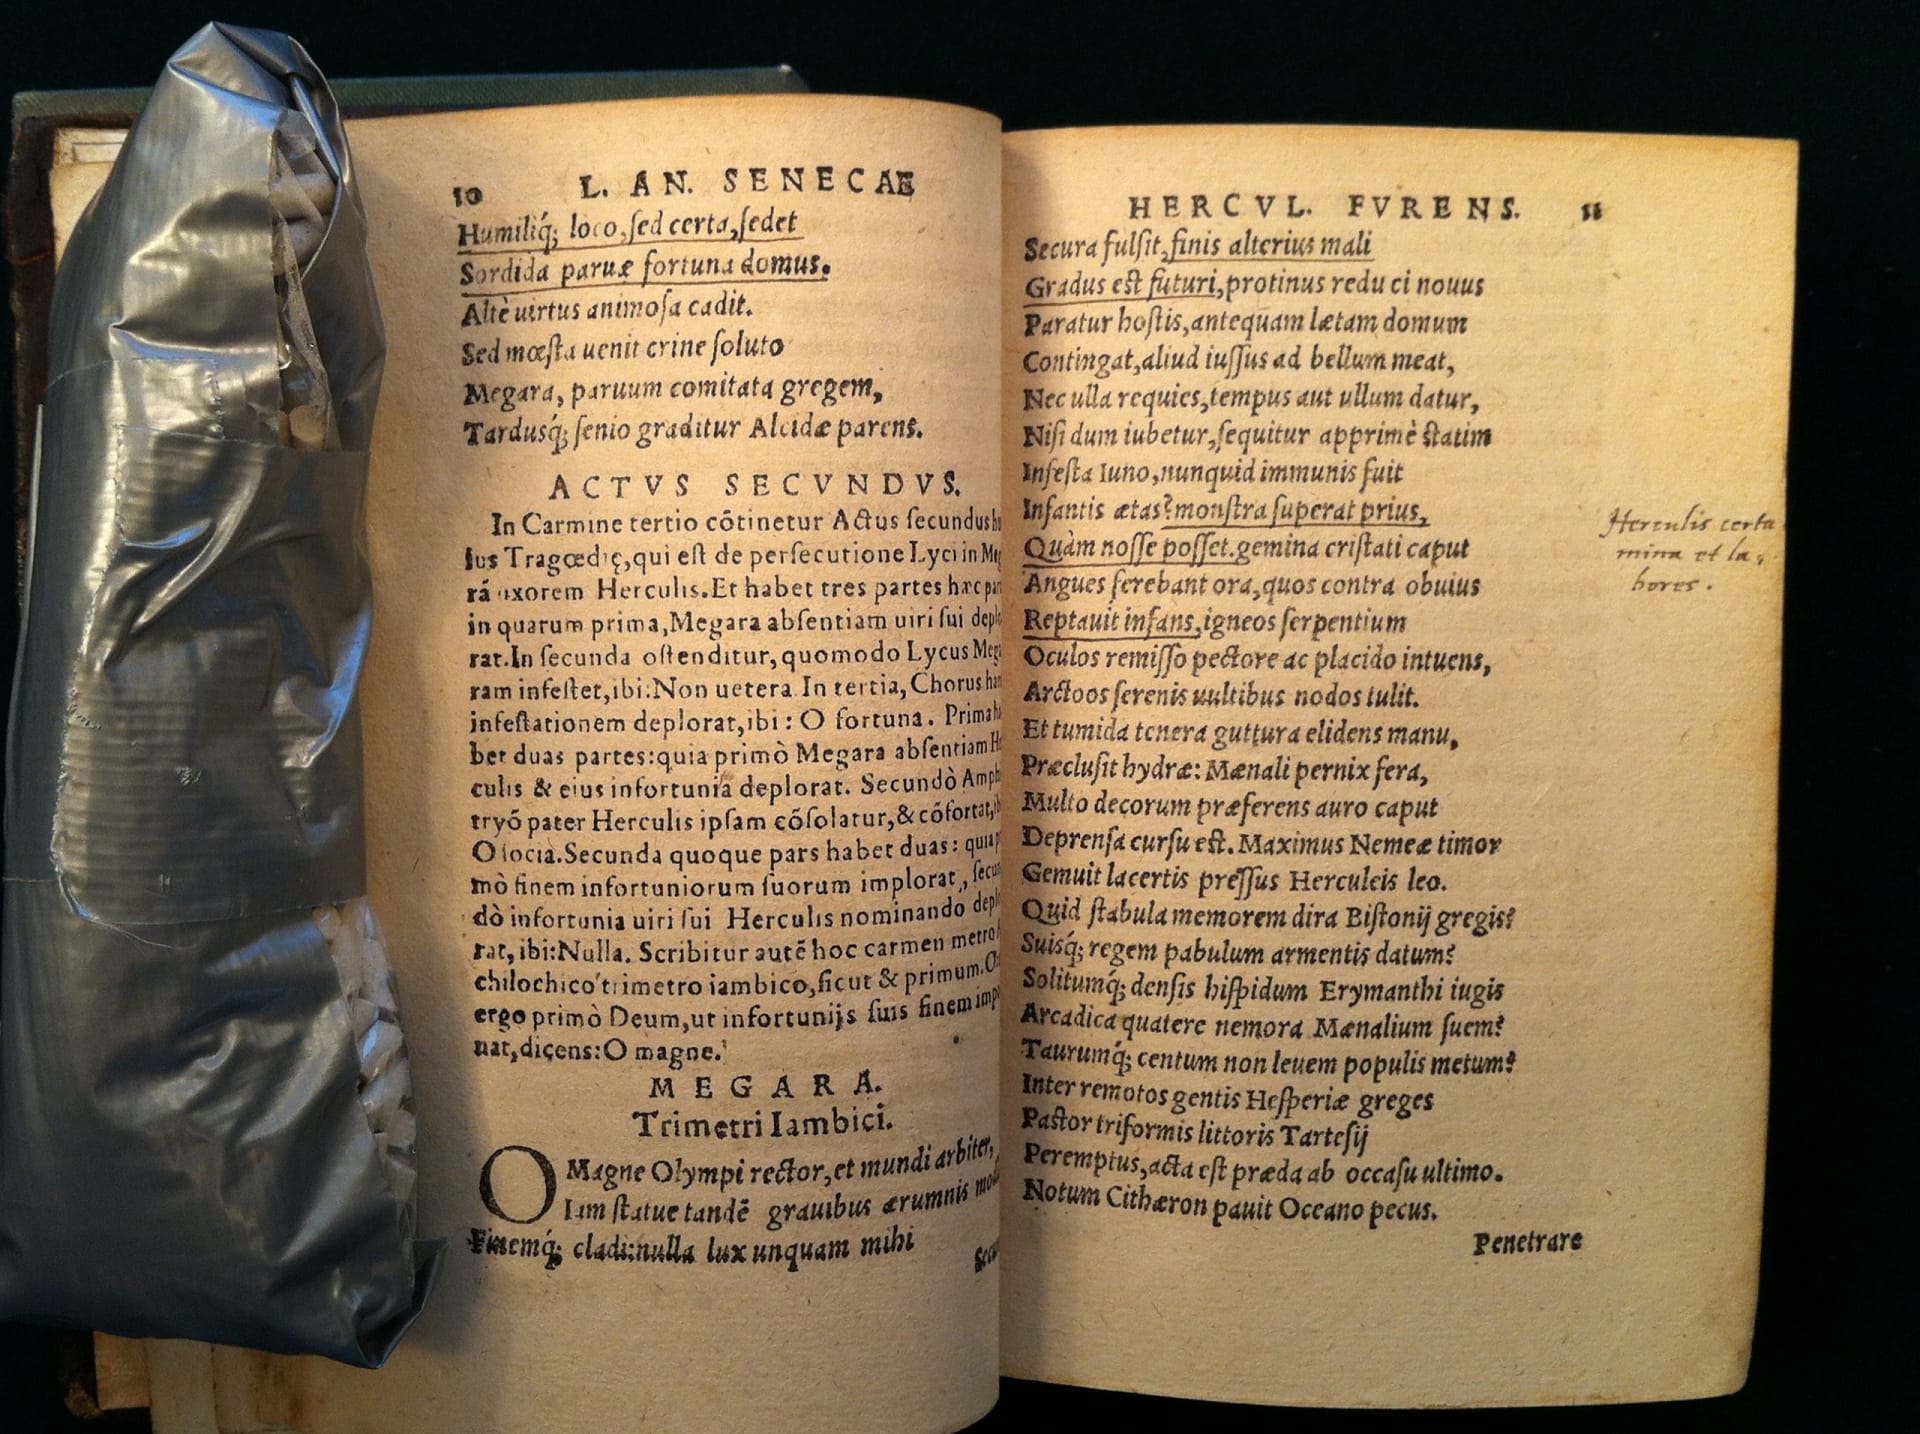 10 L. AN. SENECAE
Humiliq́; loco, sed certa, sedet
Sordida paruæ fortuna domus.
Altè uirtus animosa cadit.
Sed mœsta uenit crine soluto
Megara, paruum comitata gregem,
Tardusq́; senio graditur Alcidæ parens.
ACTVS SECVNDVS.
In Carmine tertio cõtinetur Actus secundus
ius Tragœdię, qui est de persecutione Lyci in
rá uxorem Herculis. Et habet tres partes hæc
in quarum prima, Megara absentiam uiri sui
rat. In secunda ostenditur, quomodo Lycus
ram infestet, ibi: Non uetera. In tertia, Chorus
infestationem deplorat, ibi: O fortuna. Prima
bet duas partes: quia primò Megara absentiam
culis & eius infortunia deplorat. Secundò
tryõ pater Herculis ipsam cõsolatur, & cõfortat,
O socia. Secunda quoque pars habet duas:
mò finem infortuniorum suorum implorat,
dò infortunia uiri sui Herculis nominando
rat, ibi: Nulla. Scribitur autẽ hoc carmen metro
chilochico trimetro iambico, sicut & primum.
ergo primò Deum, ut infortunijs suis finem
nat, diçens: O magne.
MEGARA.
Trimetri Iambici.
O Magne Olympi rector, et mundi arbiter,
Iam statue tandẽ grauibus ærumnis
Finemq́; cladi: nulla lux unquam mihi
HERCVL. FVRENS. 11
Secura fulsit, finis alterius mali
Gradus est futuri, protinus redu ci nouus
Paratur hostis, antequam lætam domum
Contingat, aliud iussus ad bellum meat,
Nec ulla requies, tempus aut ullum datur,
Nisi dum iubetur, sequitur apprimè statim
Infesta Iuno, nunquid immunis fuit
Infantis ætas? monstra superat prius,
Quàm nosse posset. gemina cristati caput
Angues ferebant ora, quos contra obuius
Reptauit infans, igneos serpentium
Oculos remisso pectore ac placido intuens,
Arctoos serenis uultibus nodos tulit.
Et tumida tenera guttura elidens manu,
Præclusit hydræ: Mænali pernix fera,
Multo decorum præferens auro caput
Deprensa cursu est. Maximus Nemeæ timor
Gemuit lacertis pressus Herculeis leo.
Quid stabula memorem dira Bistonij gregis?
Suisq́; regem pabulum armentis datum?
Solitumq́; densis hispidum Erymanthi iugis
Arcadica quatere nemora Mænalium suem?
Taurumq́; centum non leuem populis metum?
Inter remotos gentis Hesperiæ greges
Pastor triformis littoris Tartesij
Peremptus, acta est præda ab occasu ultimo.
Notum Cithæron pauit Oceano pecus.
Penetrare
Herculis certa
mina et la,
bores.